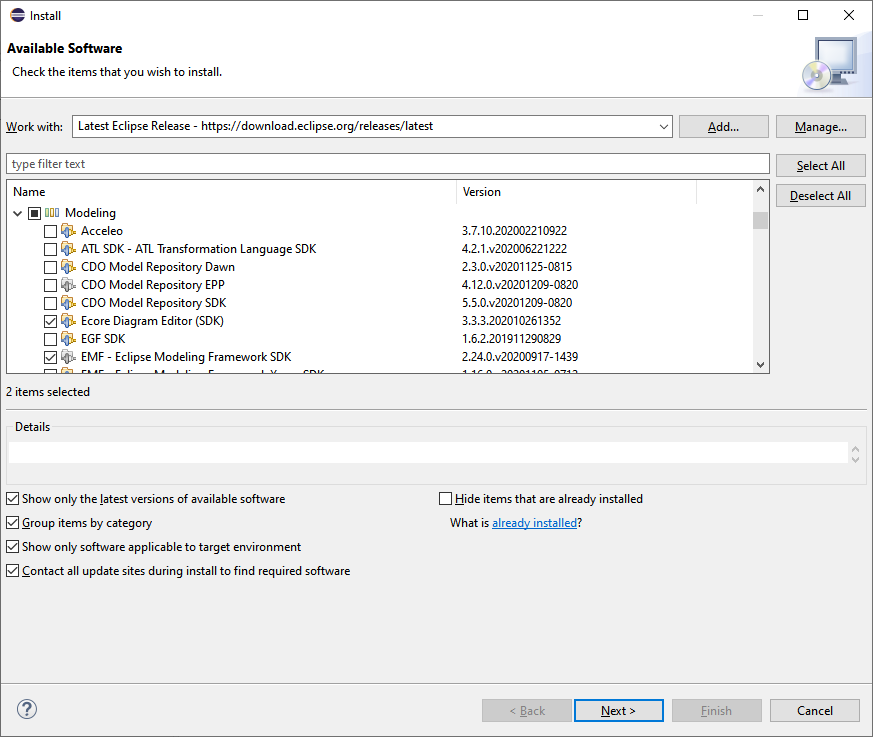 Install
Available Software
Check the items that you wish to install.
Work with: Latest Eclipse Release - https://download.eclipse.org/releases/latest Add... Manage...
type filter text Select All
Name Version Deselect All
Modeling
Acceleo 3.7.10.202002210922
ATL SDK - ATL Transformation Language SDK 4.2.1.v202006221222
CDO Model Repository Dawn 2.3.0.v20201125-0815
CDO Model Repository EPP 4.12.0.v20201209-0820
CDO Model Repository SDK 5.5.0.v20201209-0820
Ecore Diagram Editor (SDK) 3.3.3.202010261352
EGF SDK 1.6.2.201911290829
EMF - Eclipse Modeling Framework SDK 2.24.0.v20200917-1439
2 items selected
Details
Show only the latest versions of available software Hide items that are already installed
Group items by category What is already installed?
Show only software applicable to target environment
Contact all update sites during install to find required software
? < Back Next > Finish Cancel